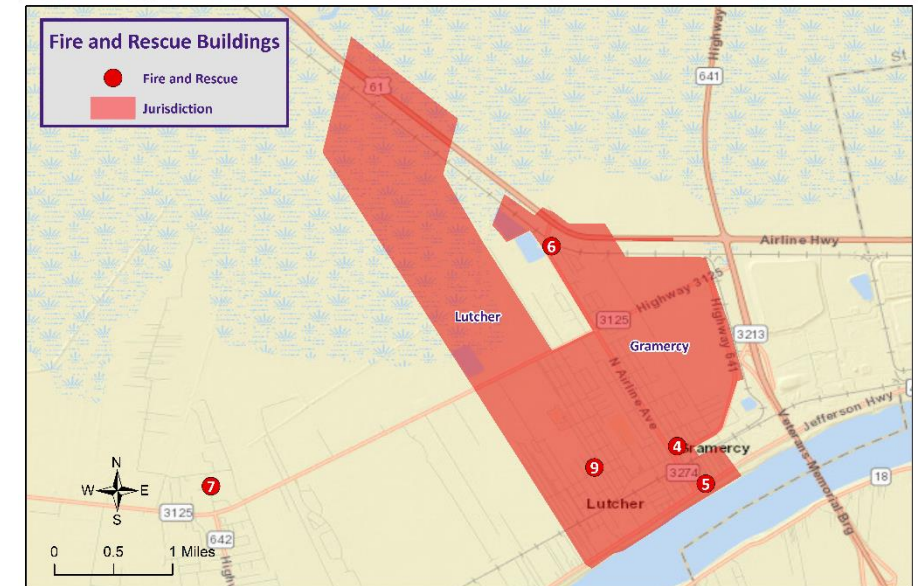 Fire and Rescue Buildings
Fire and Rescue
Jurisdiction
61
641
St
6
Airline Hwy
Highway
Highway 3125
Lutcher
3125
Gramercy
Highway 641
3213
N Airline Ave
Jefferson Hwy
Veterans Memorial Brg
4
Gramercy
9
3274
5
18
Lutcher
7
N
W E
S
3125
642
0 0.5 1 Miles